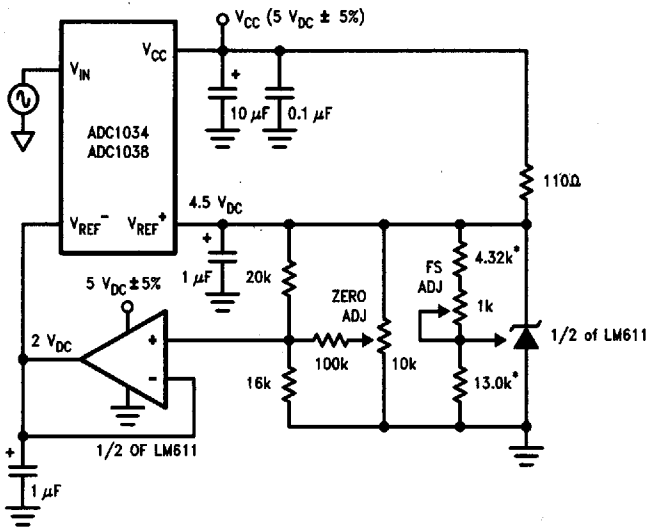 V_CC (5 V_DC ± 5%)
V_CC
V_IN
+
10 µF
0.1 µF
ADC1034
ADC1038
110Ω
4.5 V_DC
V_REF^-
V_REF^+
+
1 µF
20k
FS
ADJ
4.32k*
5 V_DC ±5%
ZERO
ADJ
1k
2 V_DC
+
100k
10k
1/2 of LM611
−
16k
13.0k*
1/2 OF LM611
+
1 µF